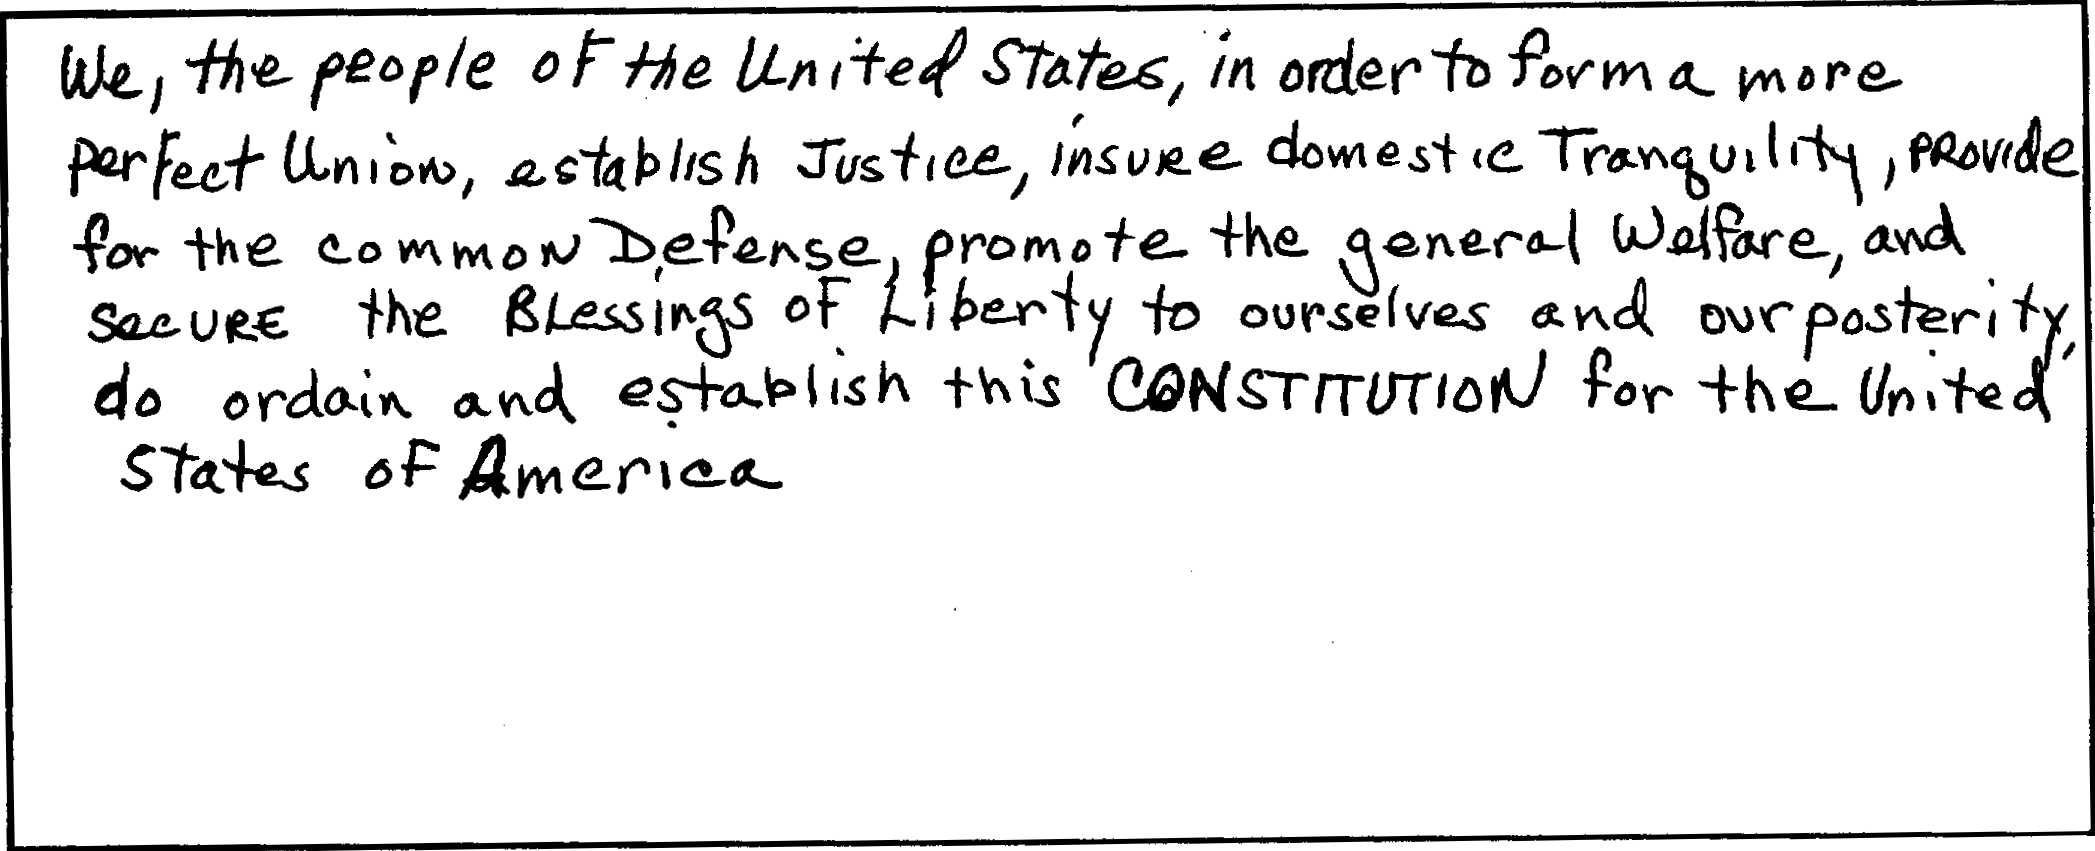 We, the people of the United States, in order to form a more
perfect Union, establish Justice, insure domestic Tranquility, PROVIDE
for the common Defense, promote the general Welfare, and
SECURE the Blessings of Liberty to ourselves and our posterity,
do ordain and establish this CONSTITUTION for the United
States of America